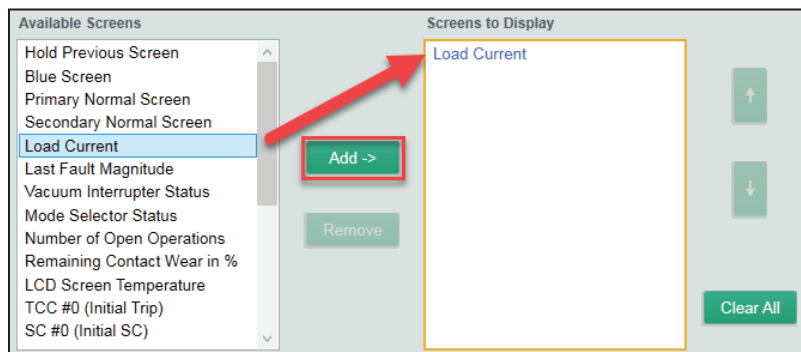 Available Screens
Screens to Display
Hold Previous Screen
Blue Screen
Primary Normal Screen
Secondary Normal Screen
Load Current
Last Fault Magnitude
Vacuum Interrupter Status
Mode Selector Status
Number of Open Operations
Remaining Contact Wear in %
LCD Screen Temperature
TCC #0 (Initial Trip)
SC #0 (Initial SC)
Add ->
Remove
Load Current
Clear All